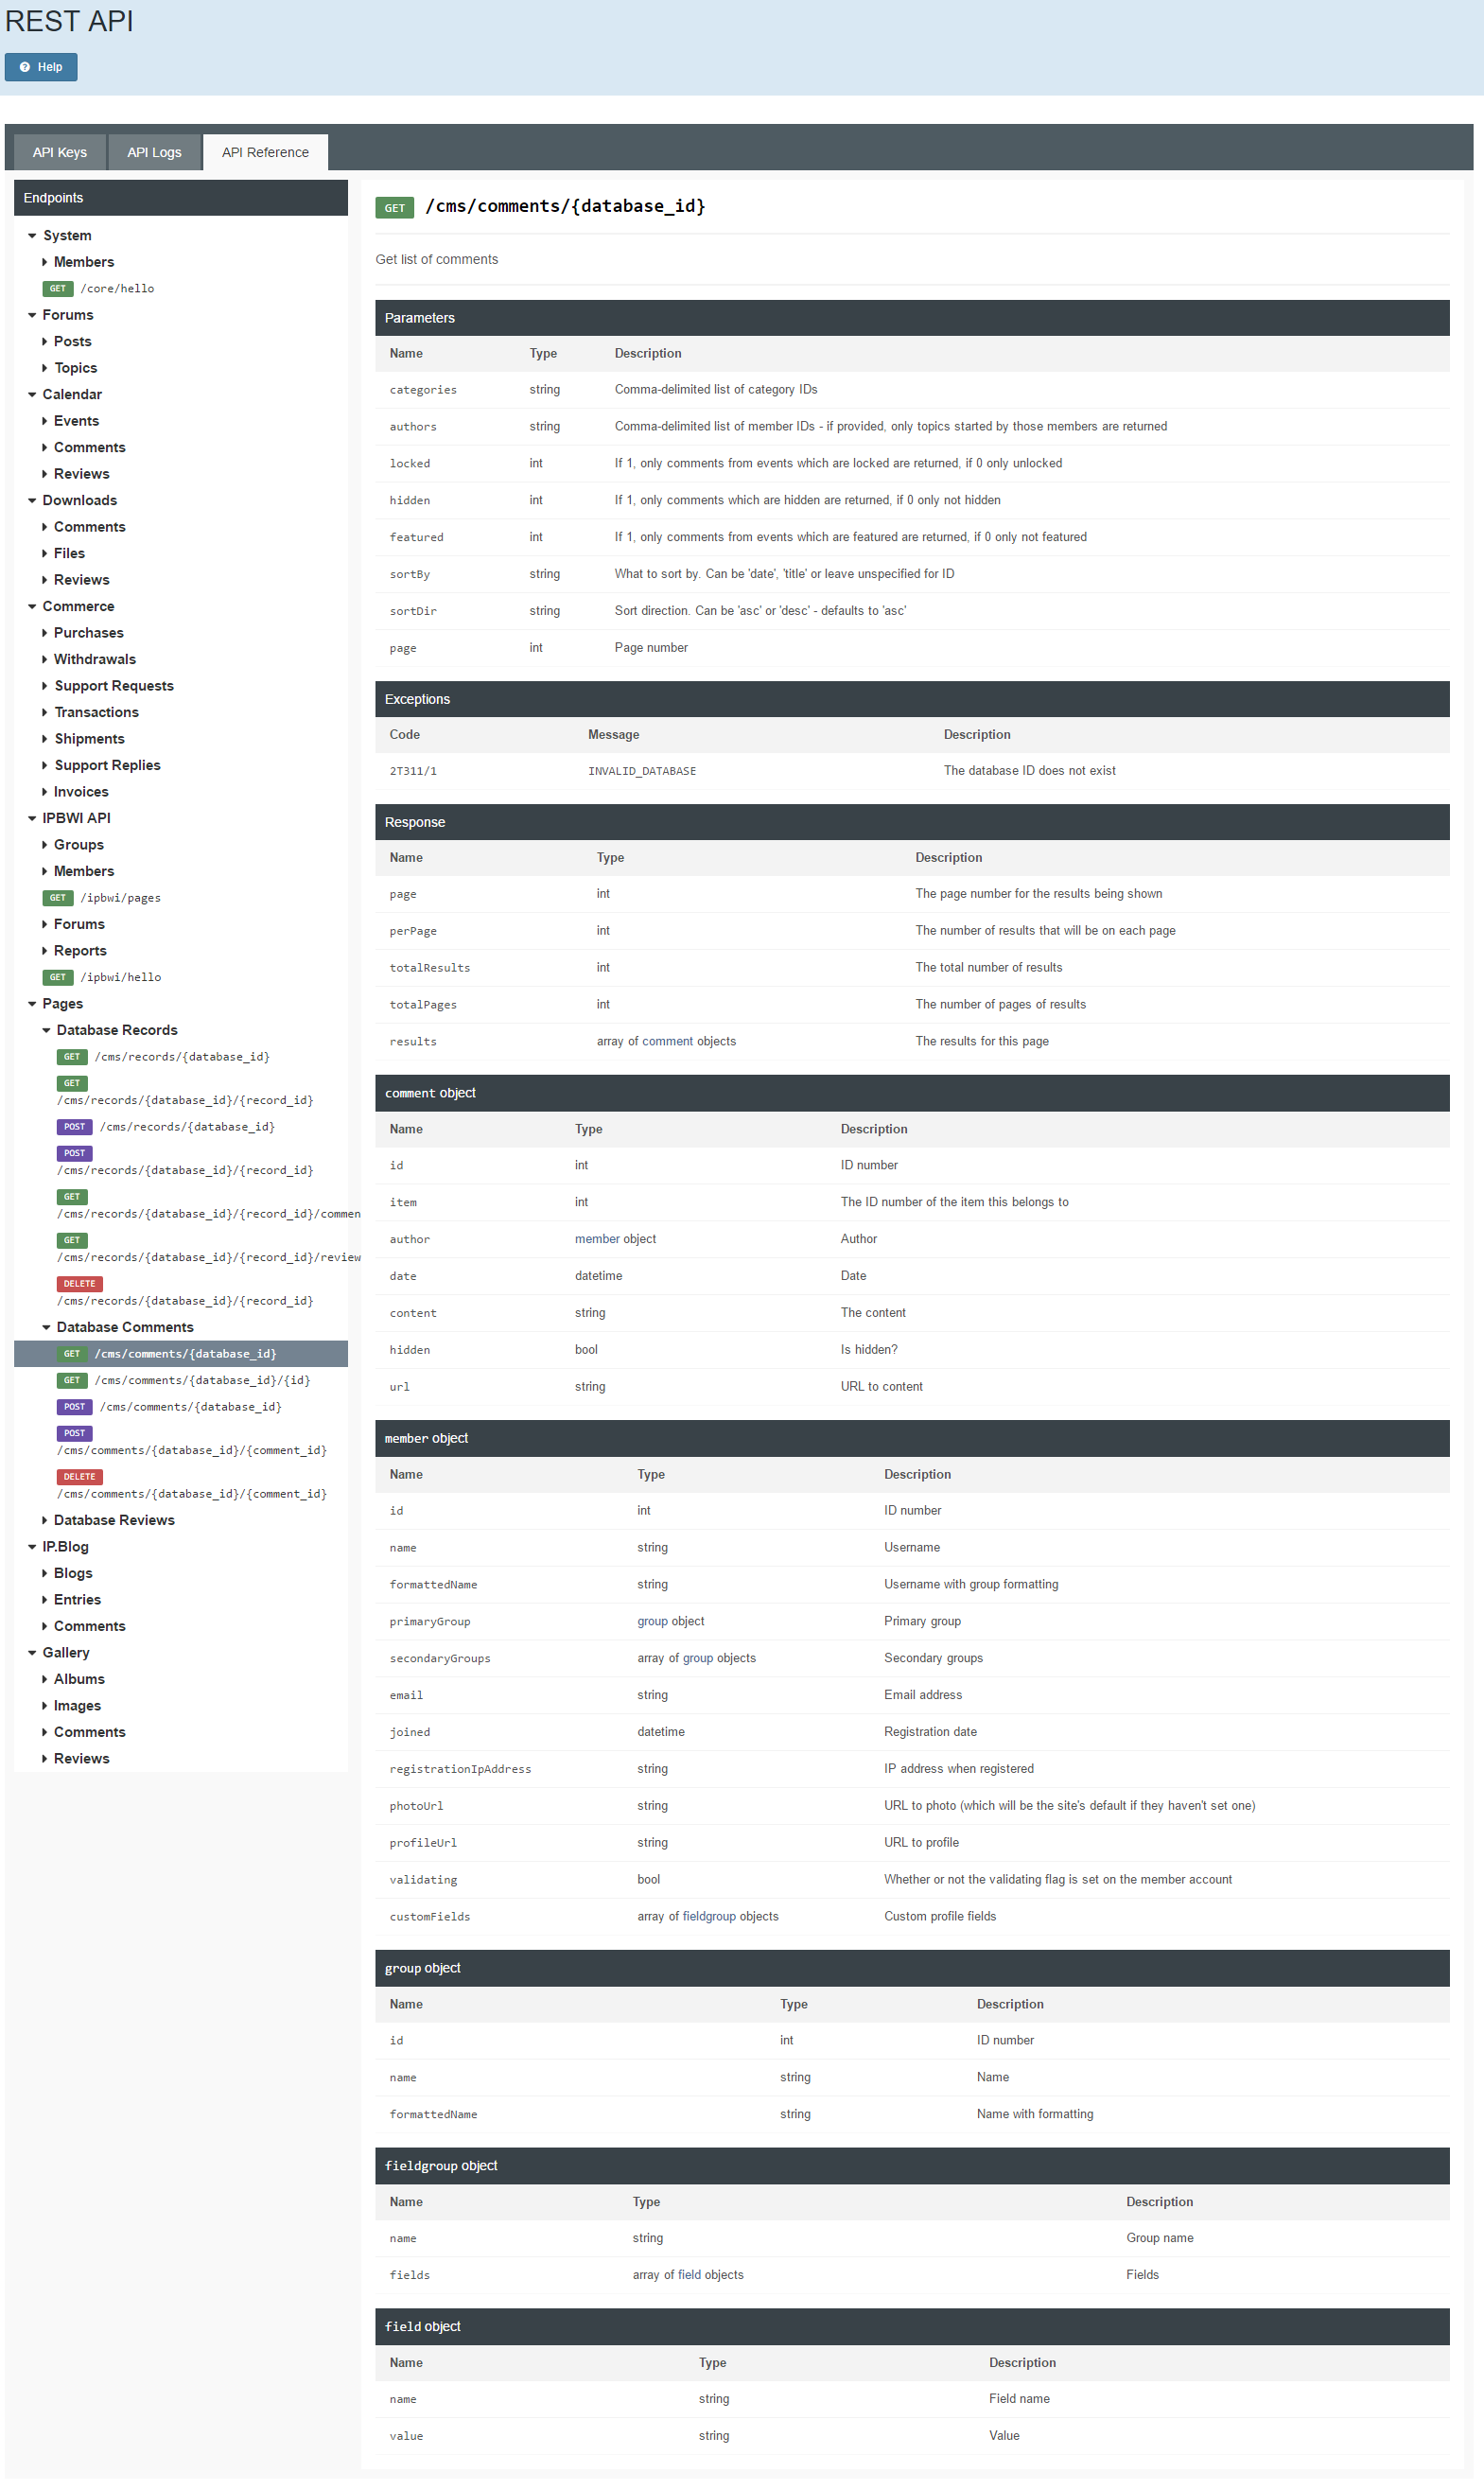 REST API
Help
API Keys API Logs API Reference
Endpoints
System
Members
GET /core/hello
Forums
Posts
Topics
Calendar
Events
Comments
Reviews
Downloads
Comments
Files
Reviews
Commerce
Purchases
Withdrawals
Support Requests
Transactions
Shipments
Support Replies
Invoices
IPBWI API
Groups
Members
GET /ipbwi/pages
Forums
Reports
GET /ipbwi/hello
Pages
Database Records
GET /cms/records/{database_id}
GET
/cms/records/{database_id}/{record_id}
POST /cms/records/{database_id}
POST
/cms/records/{database_id}/{record_id}
GET
/cms/records/{database_id}/{record_id}/commen
GET
/cms/records/{database_id}/{record_id}/review
DELETE
/cms/records/{database_id}/{record_id}
Database Comments
GET /cms/comments/{database_id}
GET /cms/comments/{database_id}/{id}
POST /cms/comments/{database_id}
POST
/cms/comments/{database_id}/{comment_id}
DELETE
/cms/comments/{database_id}/{comment_id}
Database Reviews
IP.Blog
Blogs
Entries
Comments
Gallery
Albums
Images
Comments
Reviews
GET /cms/comments/{database_id}
Get list of comments
Parameters
Name Type Description
categories string Comma-delimited list of category IDs
authors string Comma-delimited list of member IDs - if provided, only topics started by those members are returned
locked int If 1, only comments from events which are locked are returned, if 0 only unlocked
hidden int If 1, only comments which are hidden are returned, if 0 only not hidden
featured int If 1, only comments from events which are featured are returned, if 0 only not featured
sortBy string What to sort by. Can be 'date', 'title' or leave unspecified for ID
sortDir string Sort direction. Can be 'asc' or 'desc' - defaults to 'asc'
page int Page number
Exceptions
Code Message Description
2T311/1 INVALID_DATABASE The database ID does not exist
Response
Name Type Description
page int The page number for the results being shown
perPage int The number of results that will be on each page
totalResults int The total number of results
totalPages int The number of pages of results
results array of comment objects The results for this page
comment object
Name Type Description
id int ID number
item int The ID number of the item this belongs to
author member object Author
date datetime Date
content string The content
hidden bool Is hidden?
url string URL to content
member object
Name Type Description
id int ID number
name string Username
formattedName string Username with group formatting
primaryGroup group object Primary group
secondaryGroups array of group objects Secondary groups
email string Email address
joined datetime Registration date
registrationIpAddress string IP address when registered
photoUrl string URL to photo (which will be the site's default if they haven't set one)
profileUrl string URL to profile
validating bool Whether or not the validating flag is set on the member account
customFields array of fieldgroup objects Custom profile fields
group object
Name Type Description
id int ID number
name string Name
formattedName string Name with formatting
fieldgroup object
Name Type Description
name string Group name
fields array of field objects Fields
field object
Name Type Description
name string Field name
value string Value